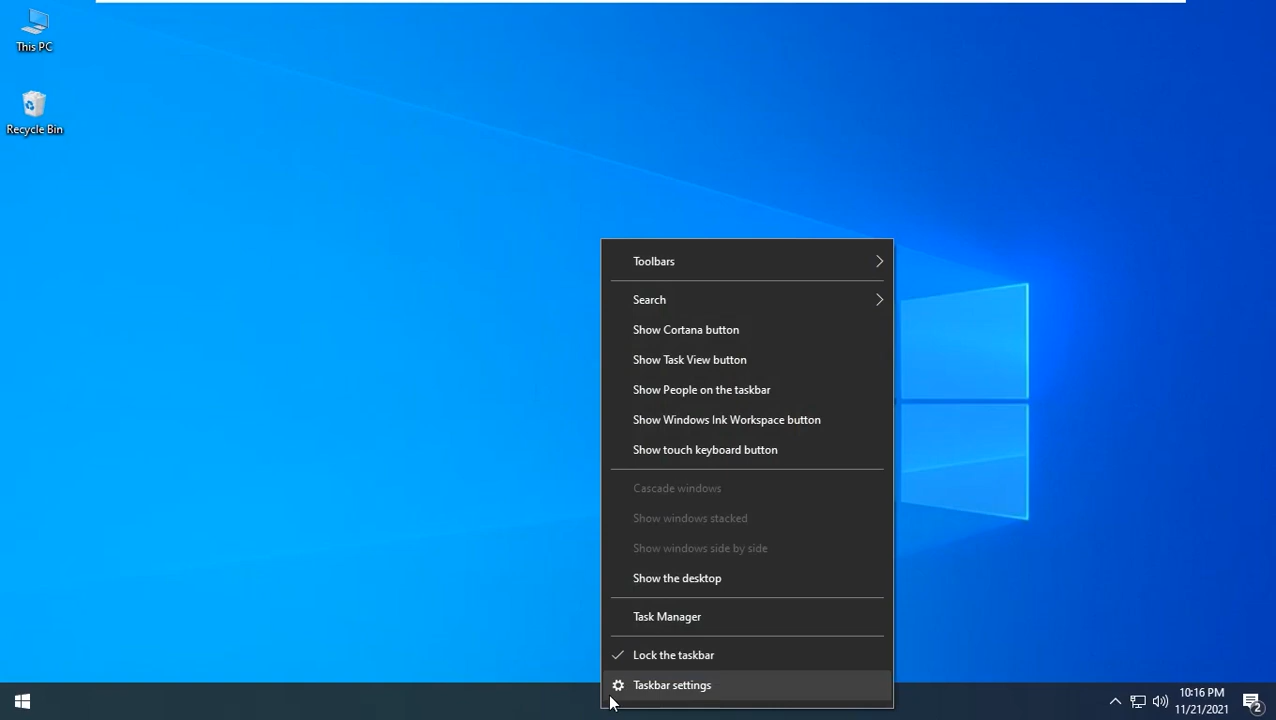 This PC
Recycle Bin
Toolbars
Search
Show Cortana button
Show Task View button
Show People on the taskbar
Show Windows Ink Workspace button
Show touch keyboard button
Cascade windows
Show windows stacked
Show windows side by side
Show the desktop
Task Manager
Lock the taskbar
Taskbar settings
10:16 PM
11/21/2021
2